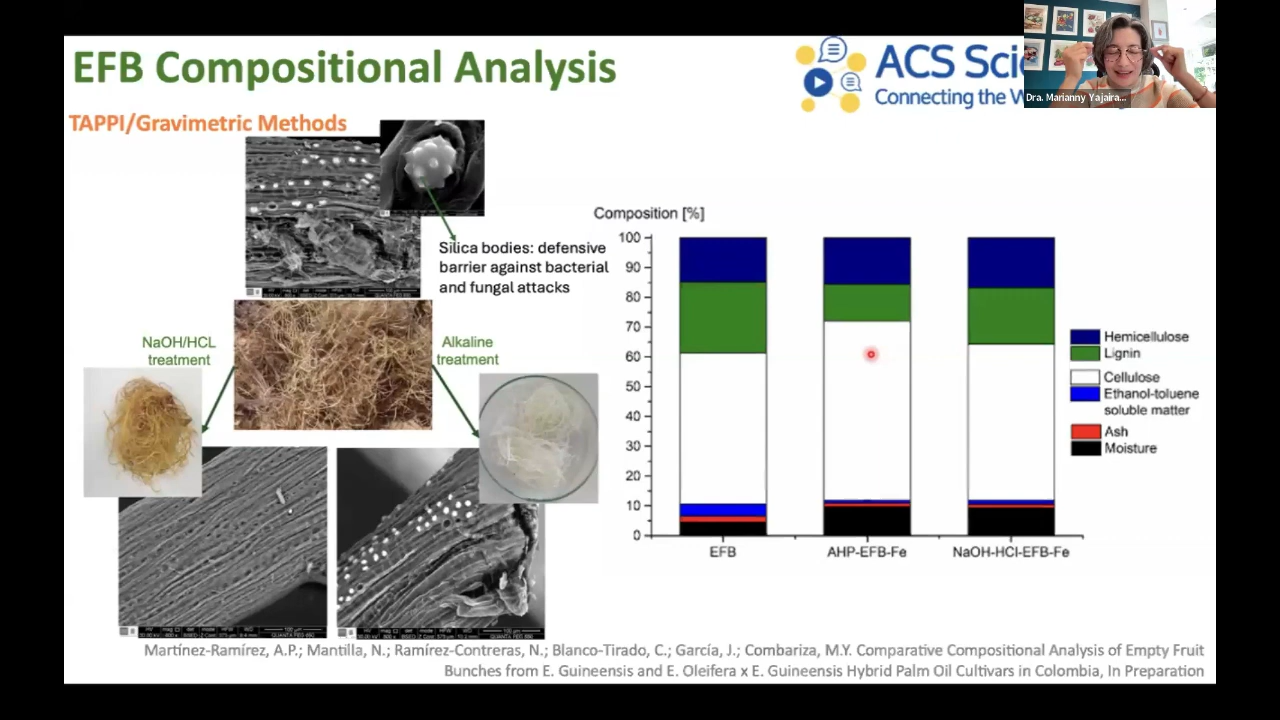 EFB Compositional Analysis
ACS Sci
Connecting the W
Dra. Marianny Yajaira...
TAPPI/Gravimetric Methods
Silica bodies: defensive
barrier against bacterial
and fungal attacks
NaOH/HCL
treatment
Alkaline
treatment
Composition [%]
100
90
80
70
60
50
40
30
20
10
0
EFB
AHP-EFB-Fe
NaOH-HCl-EFB-Fe
Hemicellulose
Lignin
Cellulose
Ethanol-toluene
soluble matter
Ash
Moisture
Martínez-Ramírez, A.P.; Mantilla, N.; Ramírez-Contreras, N.; Blanco-Tirado, C.; García, J.; Combariza, M.Y. Comparative Compositional Analysis of Empty Fruit
Bunches from E. Guineensis and E. Oleifera x E. Guineensis Hybrid Palm Oil Cultivars in Colombia, In Preparation